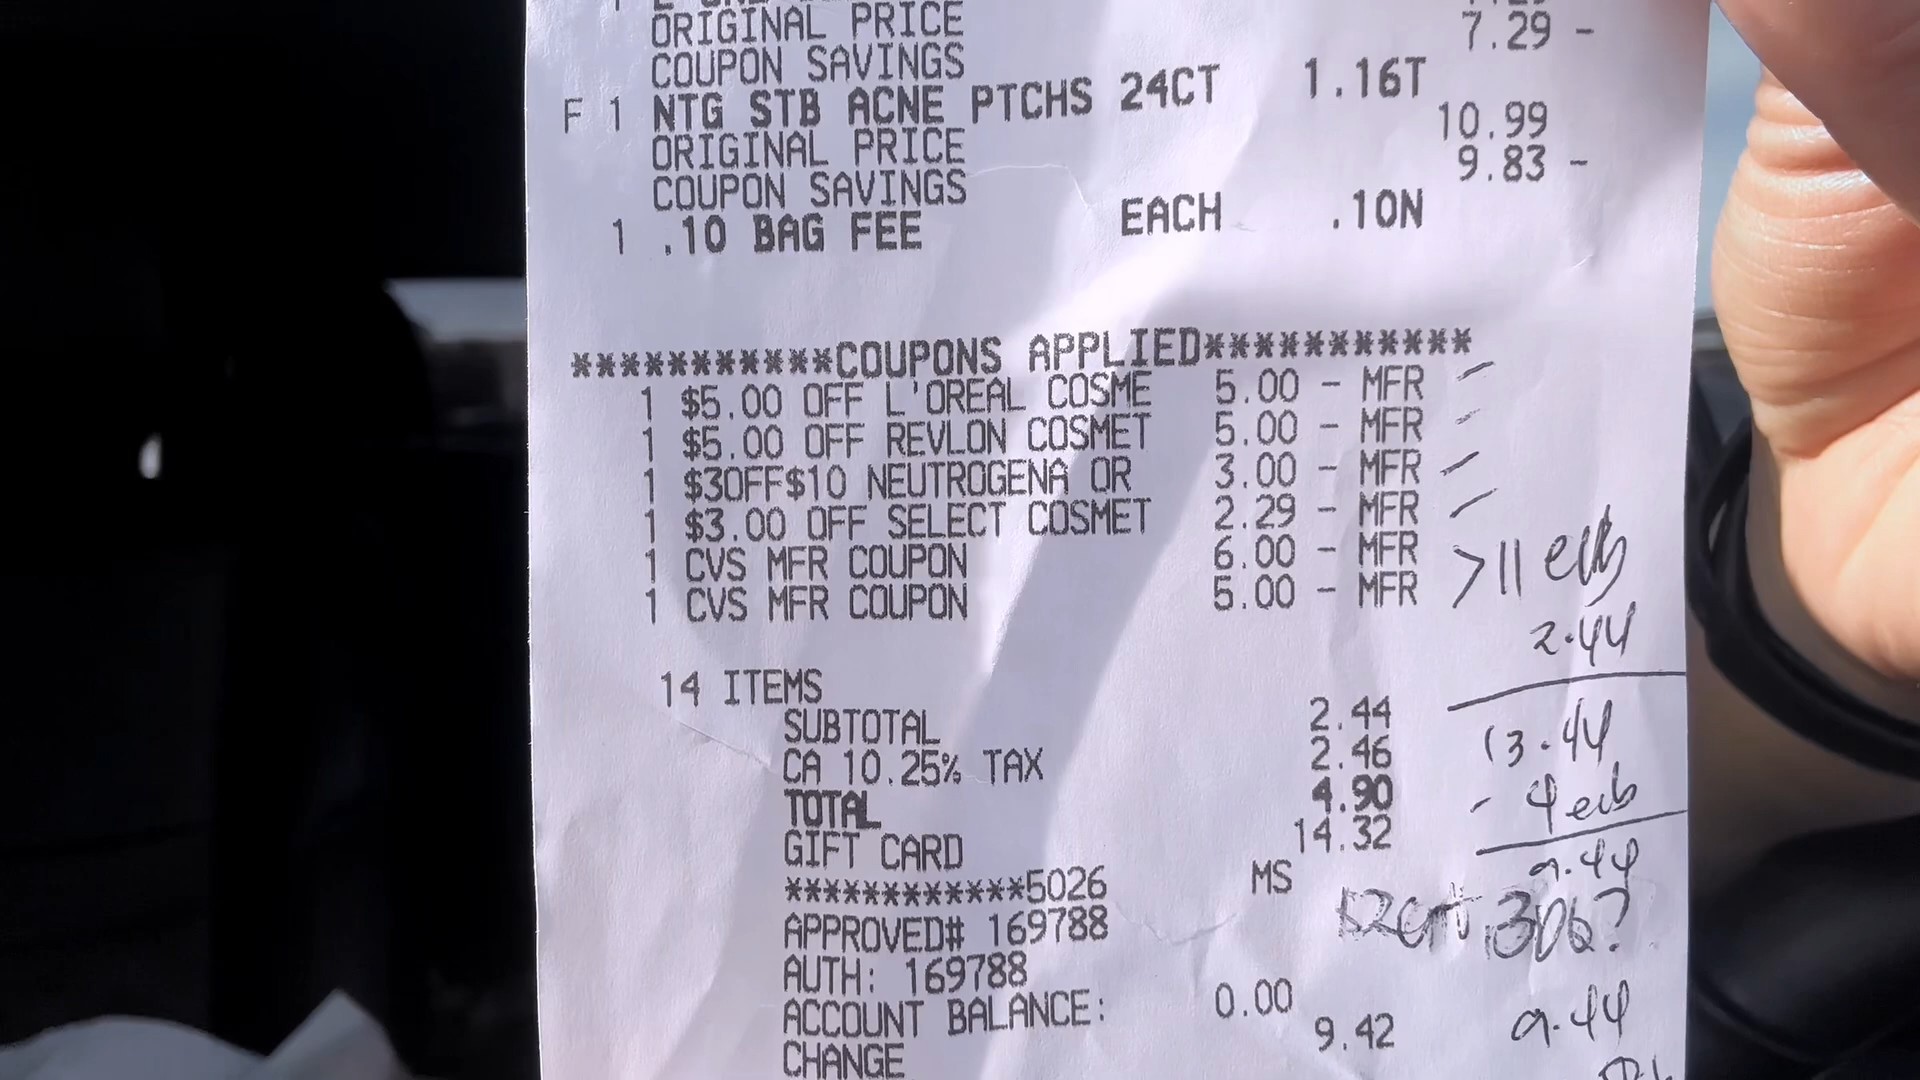 ORIGINAL PRICE
COUPON SAVINGS 7.29 -
F 1 NTG STB ACNE PTCHS 24CT 1.16T
ORIGINAL PRICE 10.99
COUPON SAVINGS 9.83 -
1 .10 BAG FEE EACH .10N
***********COUPONS APPLIED***********
1 $5.00 OFF L'OREAL COSME 5.00 - MFR
1 $5.00 OFF REVLON COSMET 5.00 - MFR
1 $3OFF$10 NEUTROGENA OR 3.00 - MFR
1 $3.00 OFF SELECT COSMET 2.29 - MFR
1 CVS MFR COUPON 6.00 - MFR
1 CVS MFR COUPON 5.00 - MFR
>11 ecb
2.44
14 ITEMS
SUBTOTAL 2.44
CA 10.25% TAX 2.46
TOTAL 4.90
GIFT CARD 14.32
13.44
- 4 ecb
9.44
***********5026 MS
APPROVED# 169788
AUTH: 169788
ACCOUNT BALANCE: 0.00
CHANGE 9.42
9.44